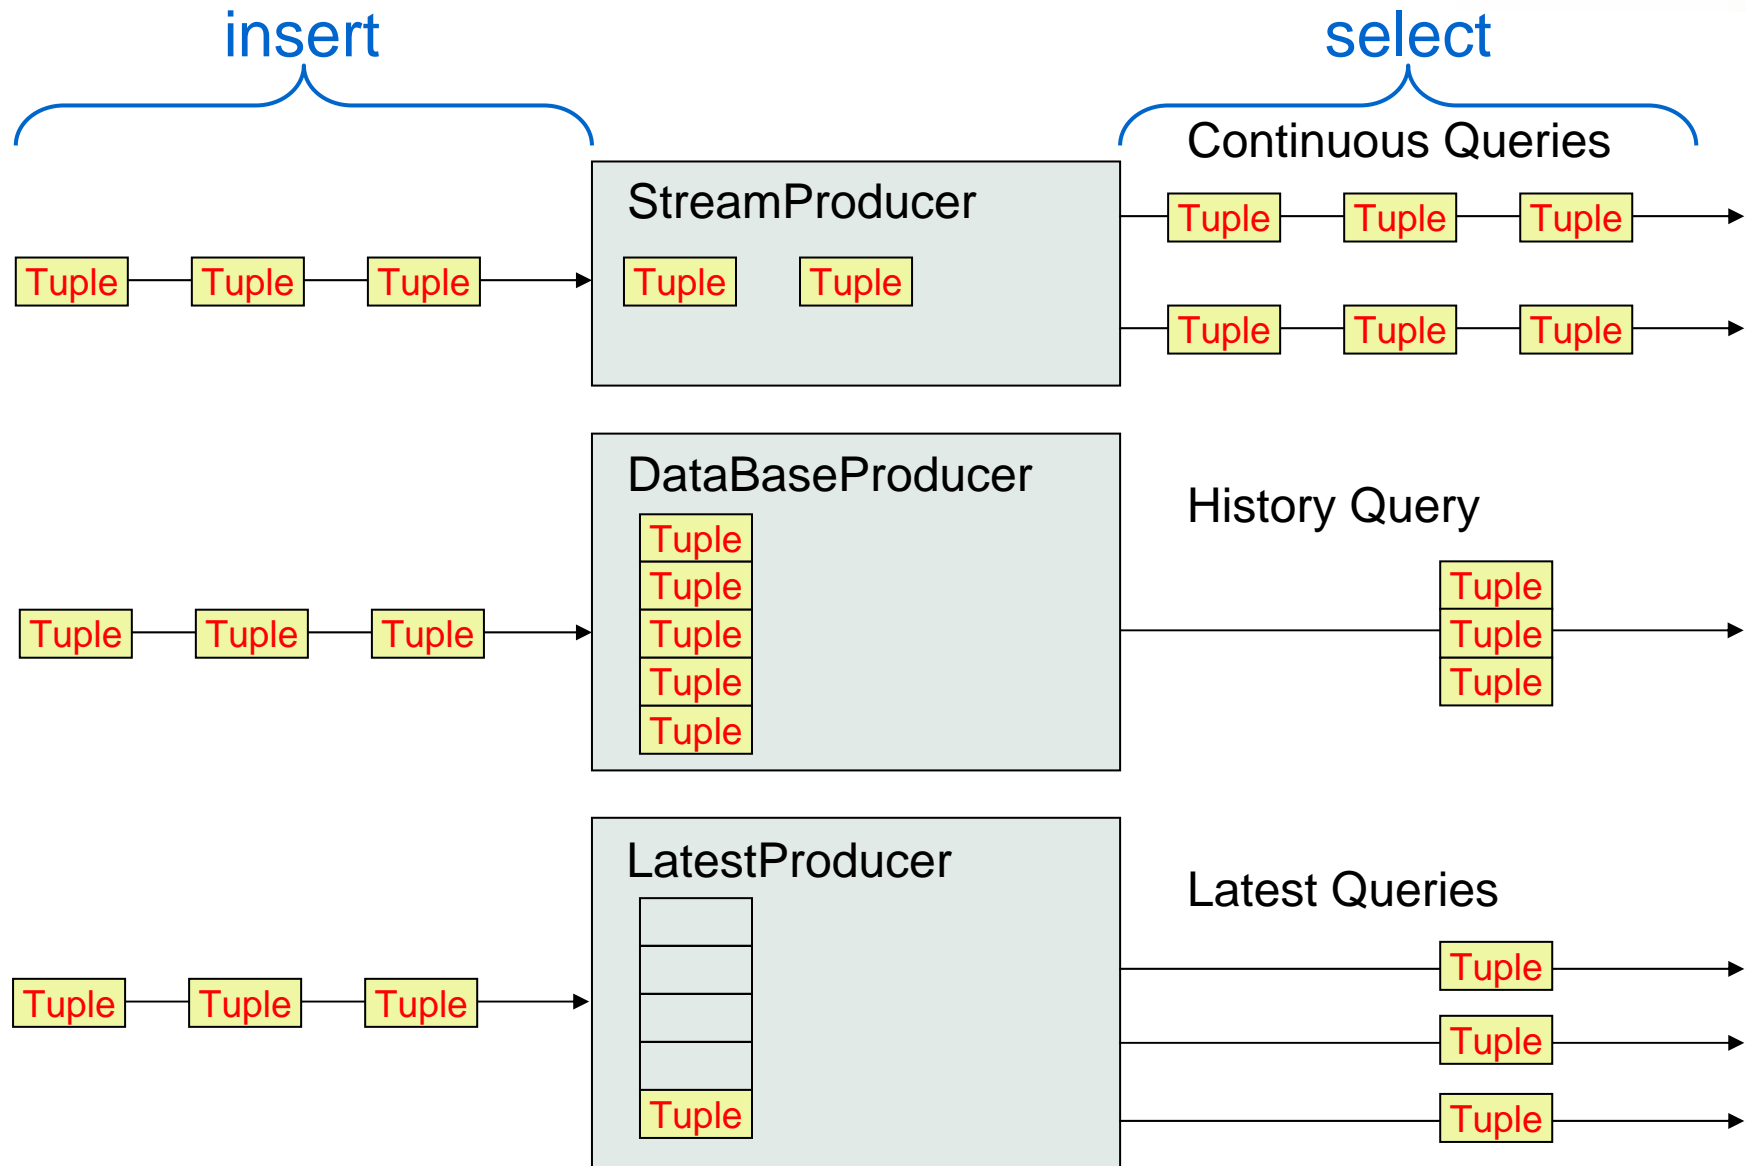 insert
select
Continuous Queries
StreamProducer
Tuple Tuple Tuple
Tuple Tuple Tuple
Tuple Tuple
Tuple Tuple Tuple
DataBaseProducer
History Query
Tuple
Tuple
Tuple
Tuple
Tuple
Tuple Tuple Tuple
Tuple
Tuple
Tuple
LatestProducer
Latest Queries
Tuple Tuple Tuple
Tuple
Tuple
Tuple
Tuple